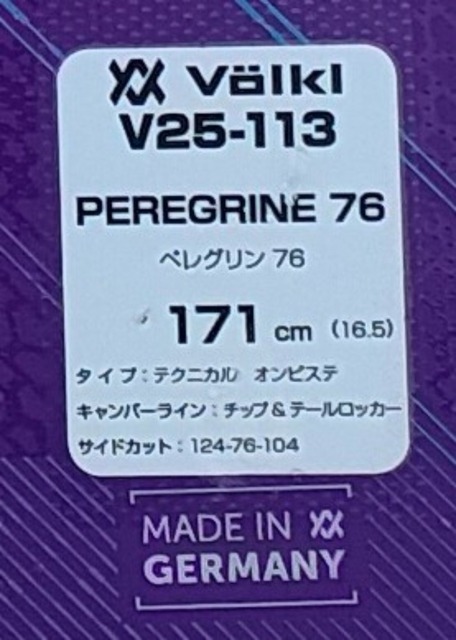 Völkl
V25-113
PEREGRINE 76
ペレグリン 76
171 cm (16.5)
タイプ：テクニカル オンピステ
キャンバーライン：チップ＆テールロッカー
サイドカット：124-76-104
MADE IN
GERMANY